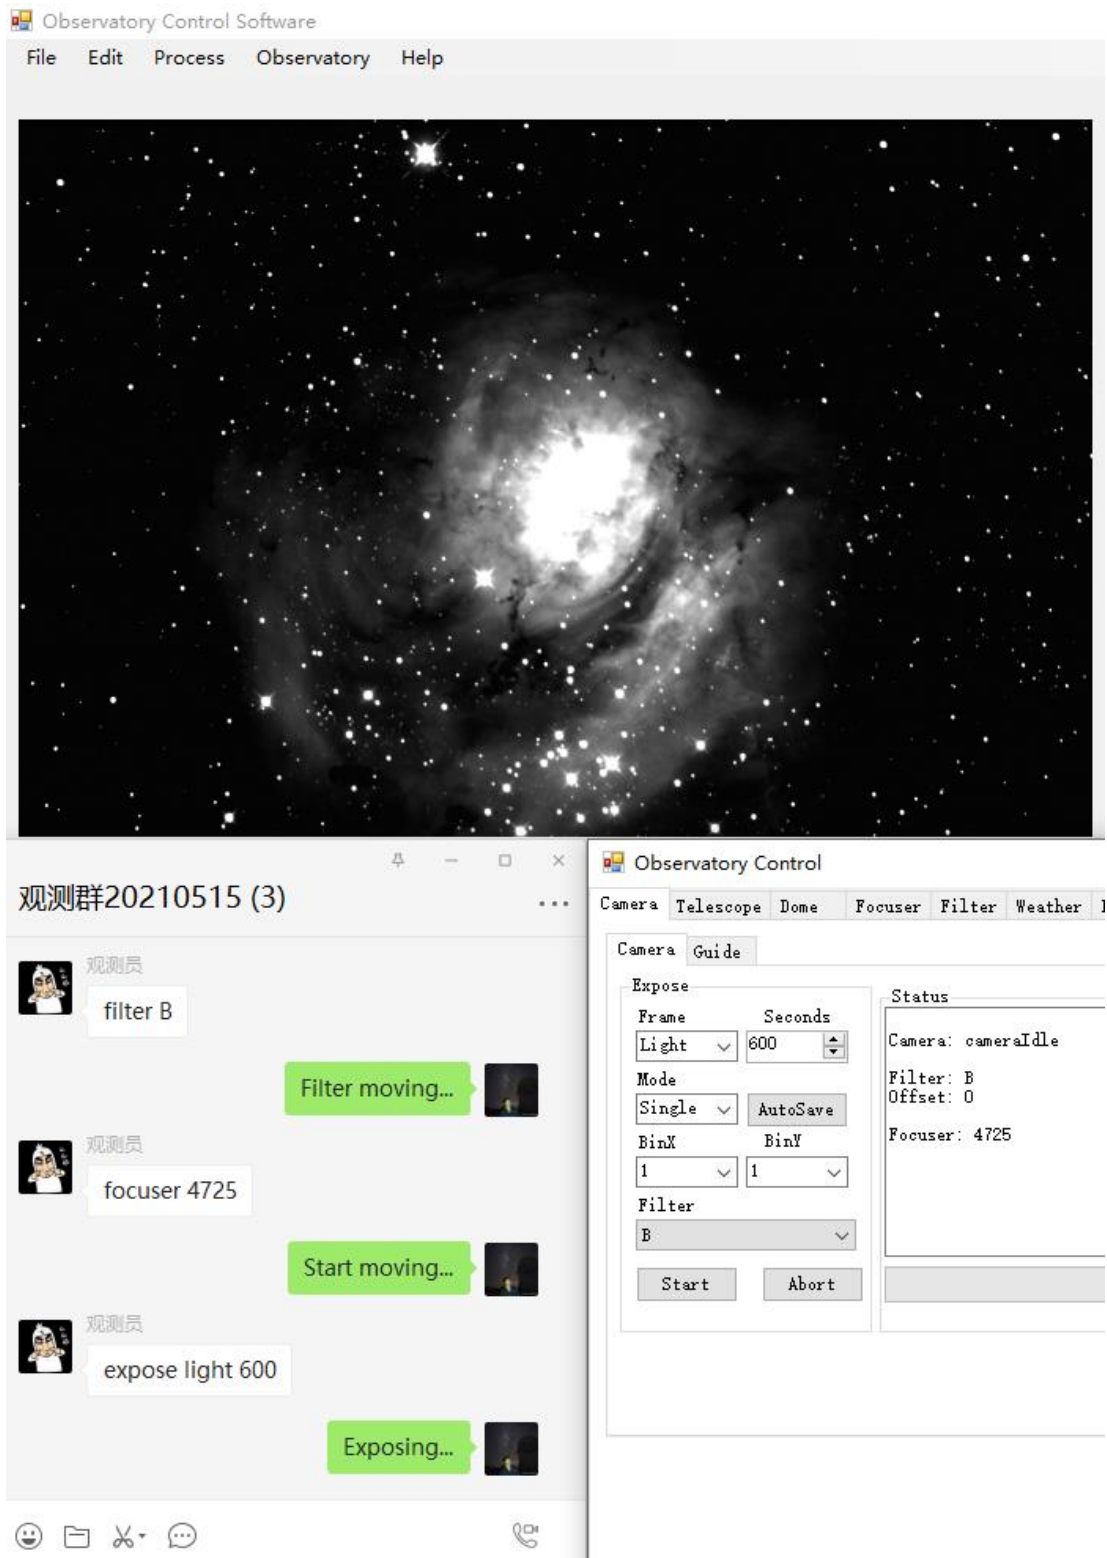 Observatory Control Software
File Edit Process Observatory Help
观测群20210515 (3)
观测员
filter B
Filter moving...
观测员
focuser 4725
Start moving...
观测员
expose light 600
Exposing...
Observatory Control
Camera Telescope Dome Focuser Filter Weather
Camera Guide
Expose
Frame Seconds
Light 600
Mode
Single AutoSave
BinX BinY
1 1
Filter
B
Start Abort
Status
Camera: cameraIdle
Filter: B
Offset: 0
Focuser: 4725